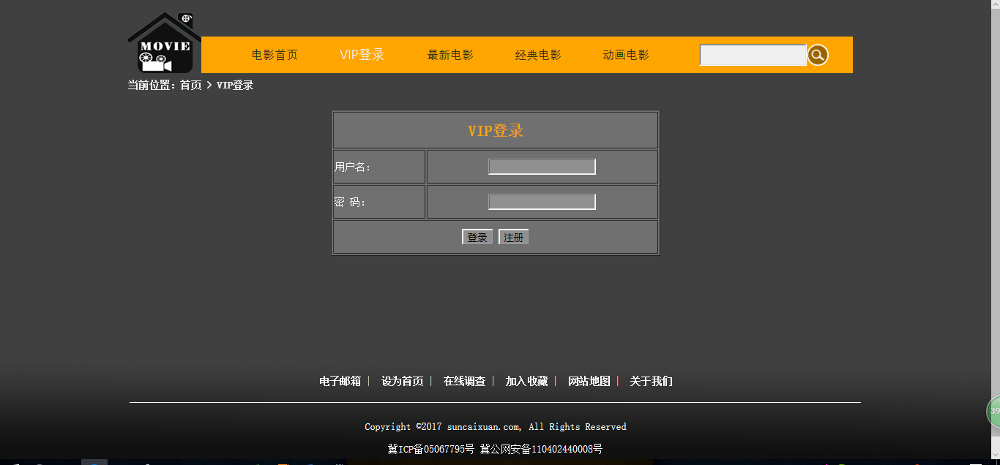 MOVIE
电影首页 VIP登录 最新电影 经典电影 动画电影
当前位置：首页 > VIP登录
VIP登录
用户名：
密 码：
登录 注册
电子邮箱 | 设为首页 | 在线调查 | 加入收藏 | 网站地图 | 关于我们
Copyright ©2017 suncaixuan.com, All Rights Reserved
冀ICP备05067795号 冀公网安备110402440008号